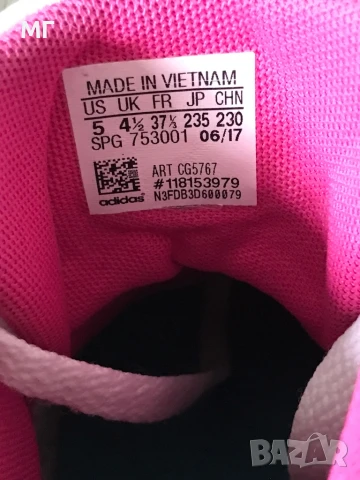 МГ
MADE IN VIETNAM
US UK FR JP CHN
5 4½ 37⅓ 235 230
SPG 753001 06/17
ART CG5767
#118153979
adidas N3FDB3D600079
BAZAR